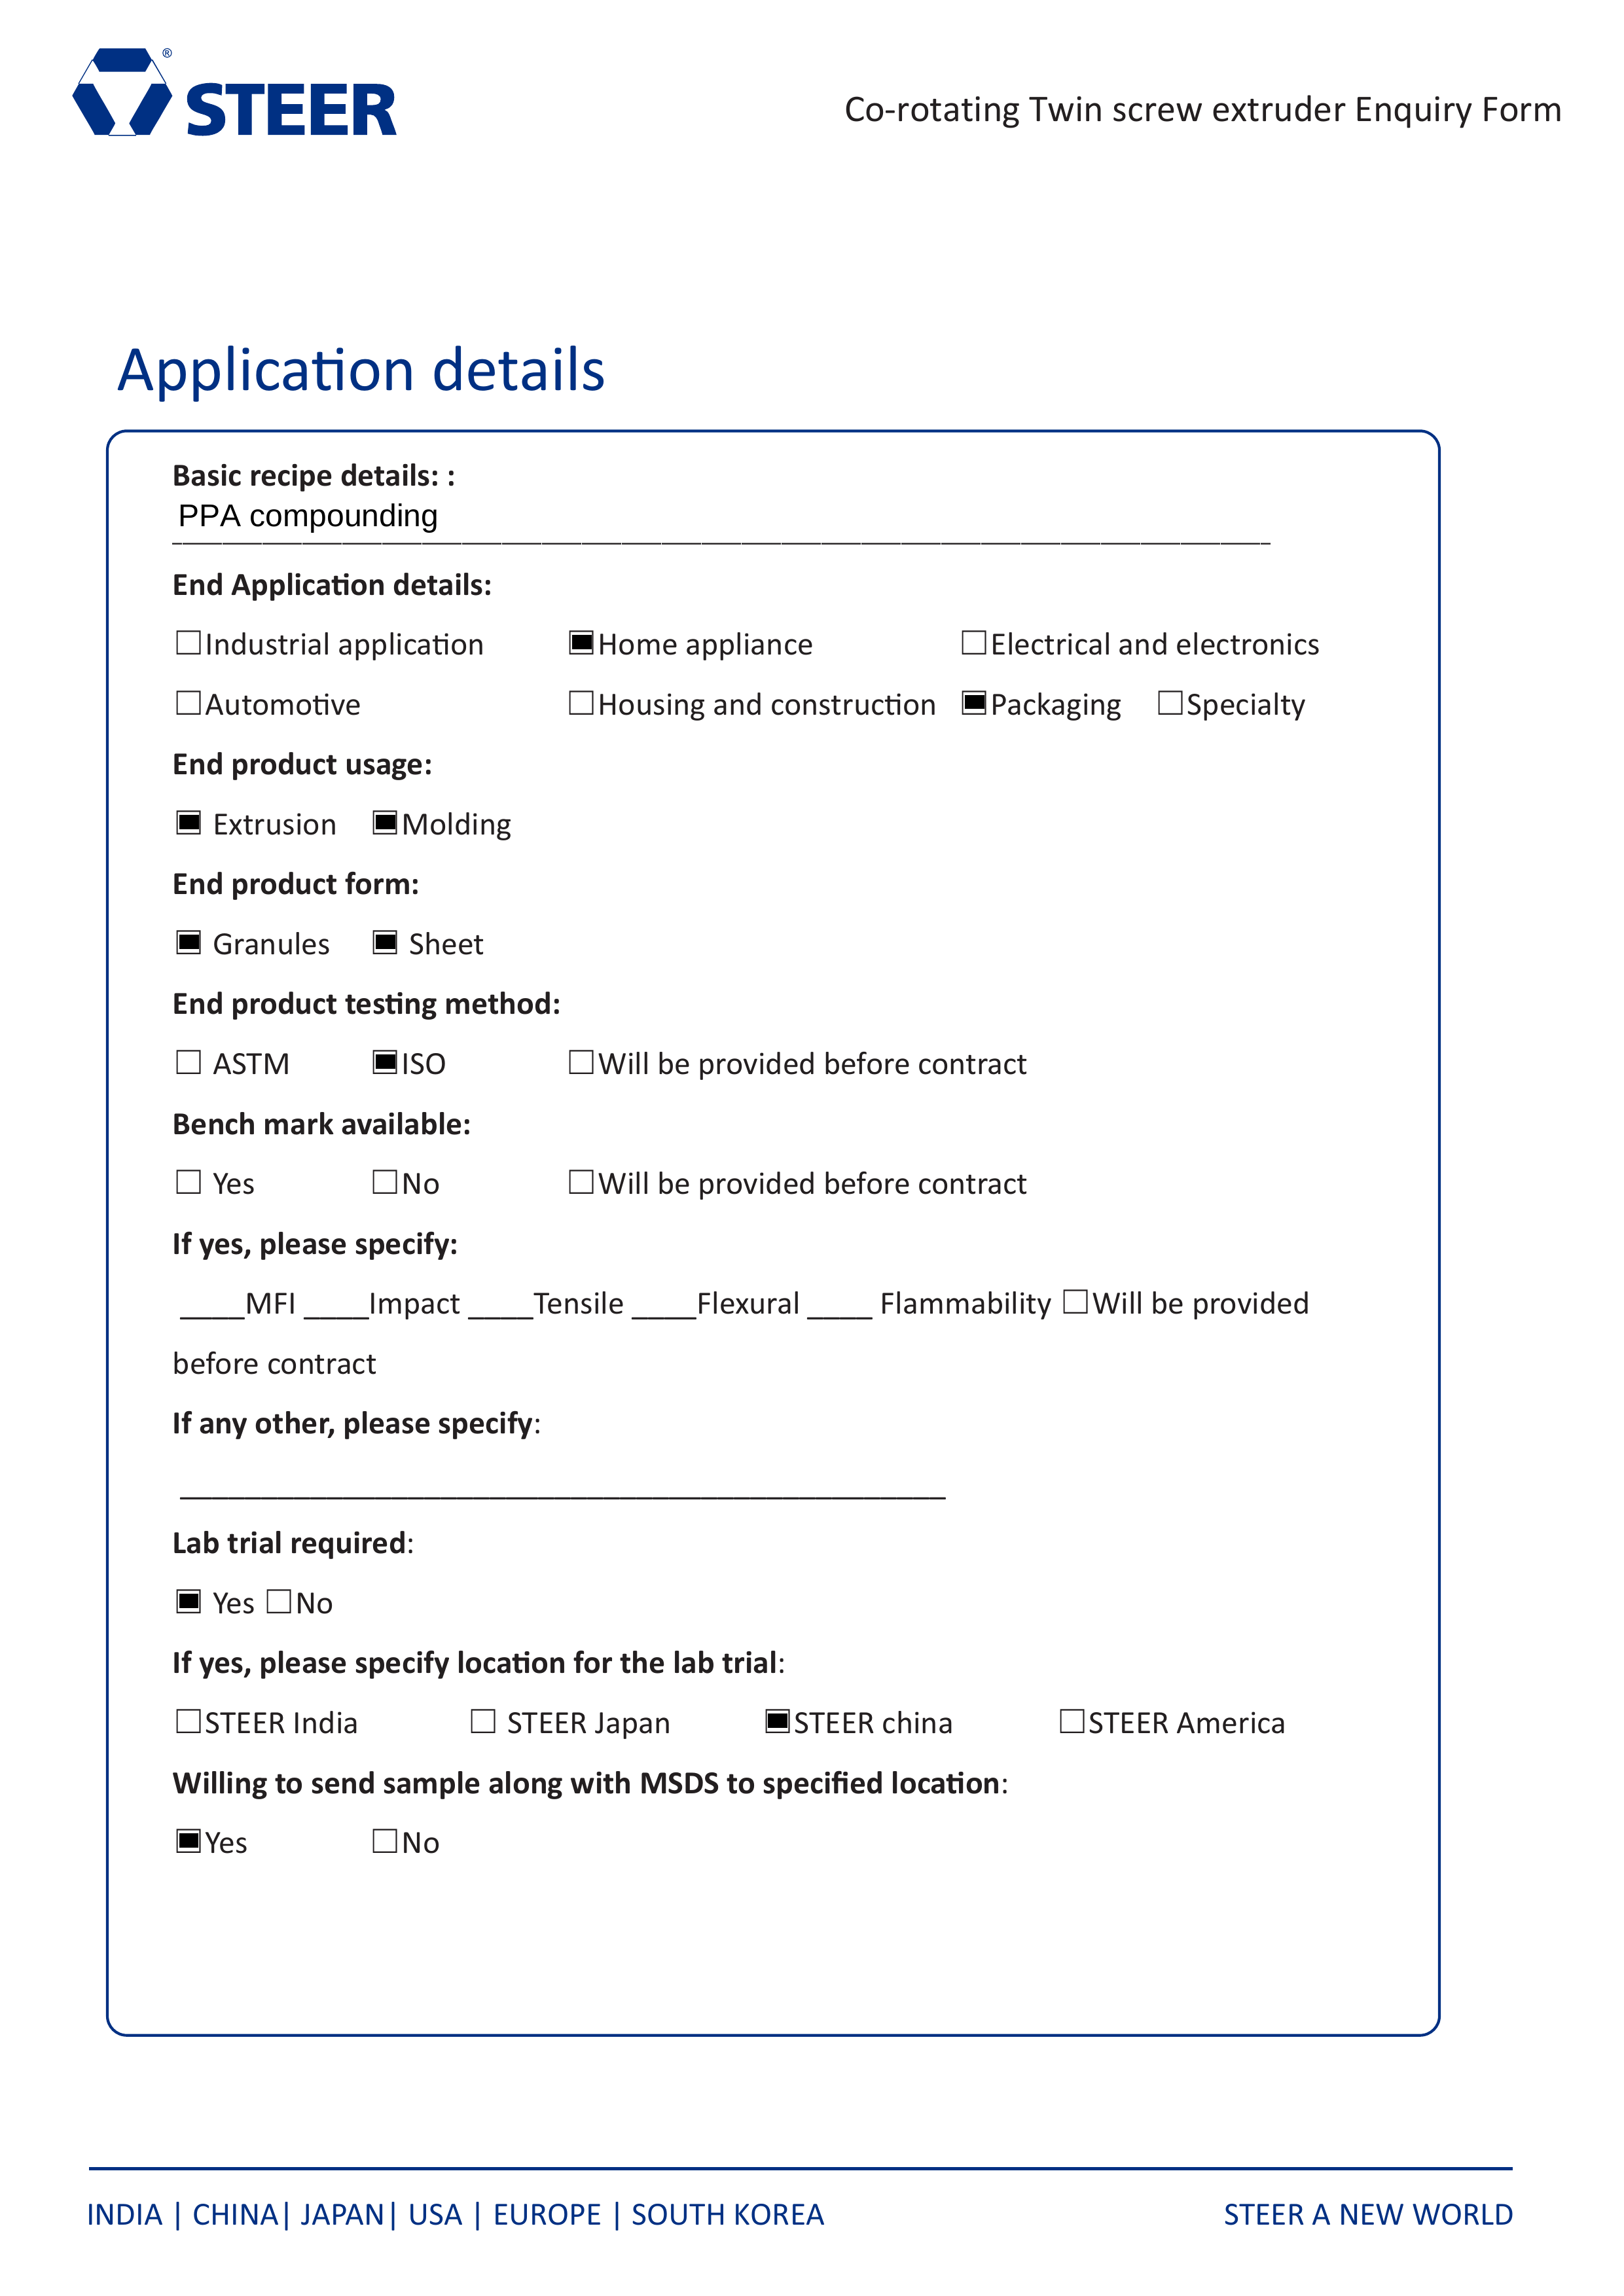 ® STEER
Co-rotating Twin screw extruder Enquiry Form
Application details
Basic recipe details: :
PPA compounding
End Application details:
☐Industrial application ▣Home appliance ☐Electrical and electronics
☐Automotive ☐Housing and construction ▣Packaging ☐Specialty
End product usage:
▣ Extrusion ▣Molding
End product form:
▣ Granules ▣ Sheet
End product testing method:
☐ ASTM ▣ISO ☐Will be provided before contract
Bench mark available:
☐ Yes ☐No ☐Will be provided before contract
If yes, please specify:
____MFI ____Impact ____Tensile ____Flexural ____ Flammability ☐Will be provided
before contract
If any other, please specify:
Lab trial required:
▣ Yes ☐No
If yes, please specify location for the lab trial:
☐STEER India ☐ STEER Japan ▣STEER china ☐STEER America
Willing to send sample along with MSDS to specified location:
▣Yes ☐No
INDIA | CHINA| JAPAN| USA | EUROPE | SOUTH KOREA STEER A NEW WORLD